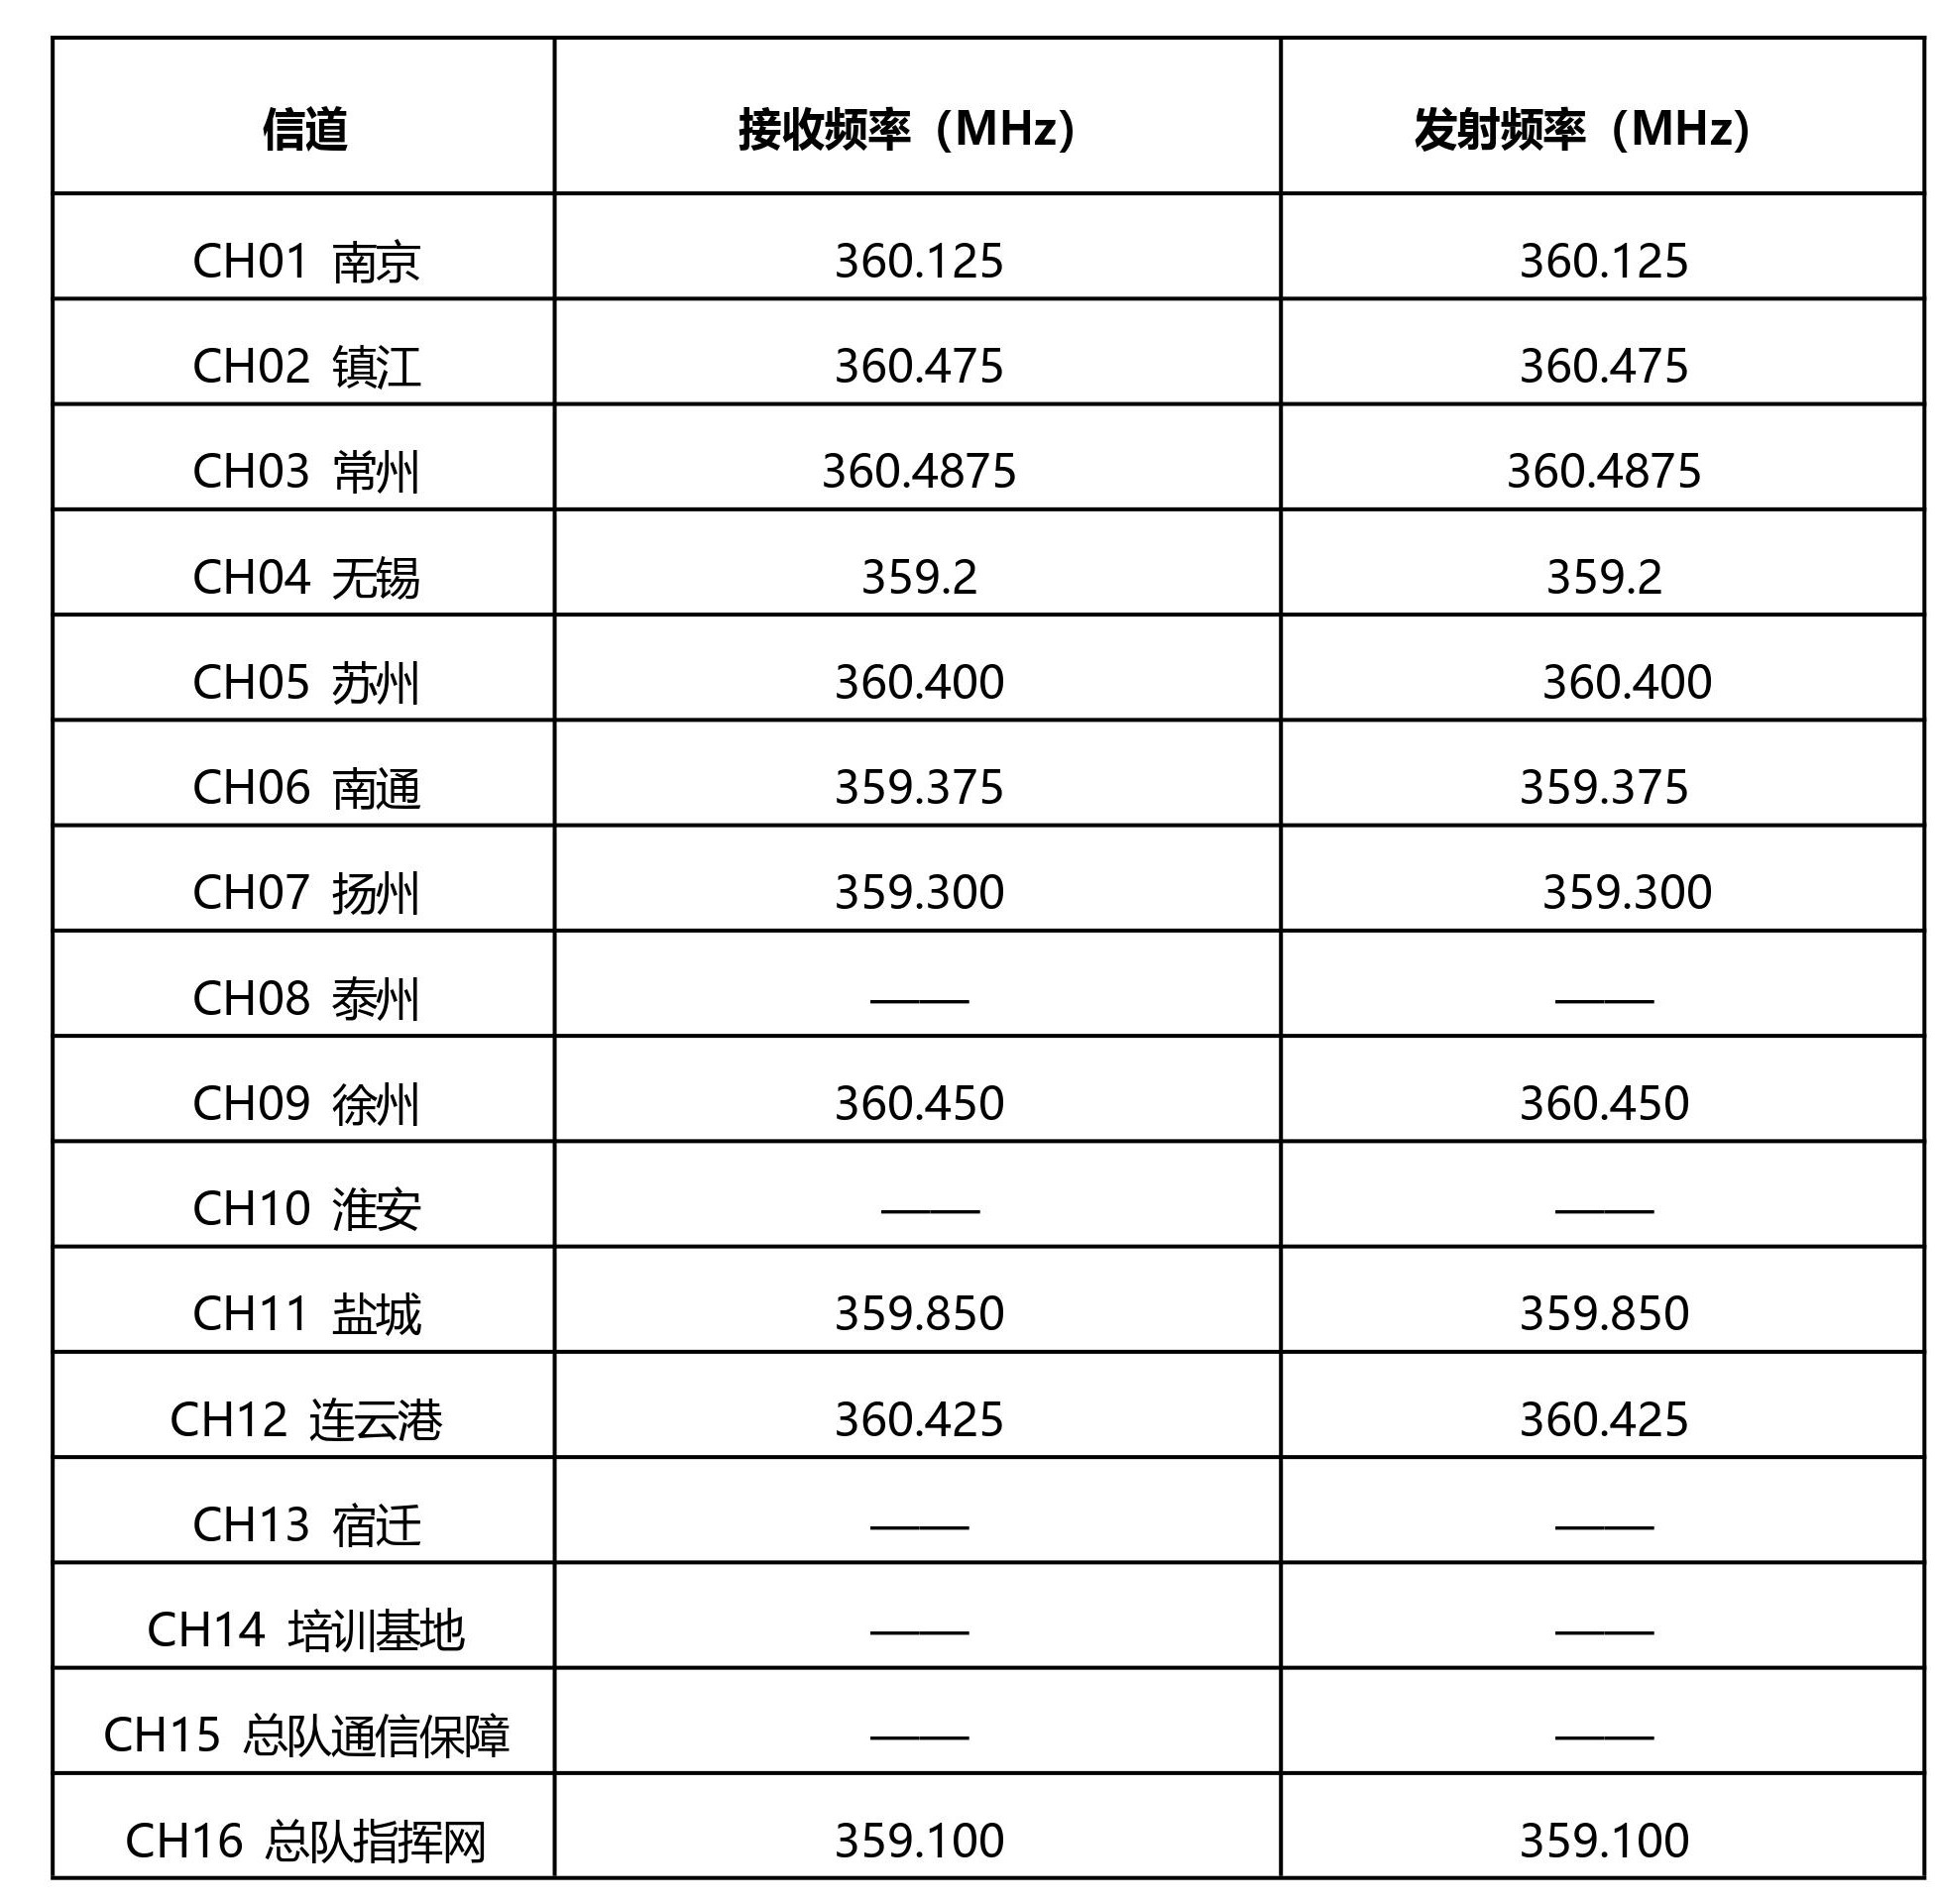 信道 接收频率（MHz） 发射频率（MHz）
CH01 南京 360.125 360.125
CH02 镇江 360.475 360.475
CH03 常州 360.4875 360.4875
CH04 无锡 359.2 359.2
CH05 苏州 360.400 360.400
CH06 南通 359.375 359.375
CH07 扬州 359.300 359.300
CH08 泰州 —— ——
CH09 徐州 360.450 360.450
CH10 淮安 —— ——
CH11 盐城 359.850 359.850
CH12 连云港 360.425 360.425
CH13 宿迁 —— ——
CH14 培训基地 —— ——
CH15 总队通信保障 —— ——
CH16 总队指挥网 359.100 359.100